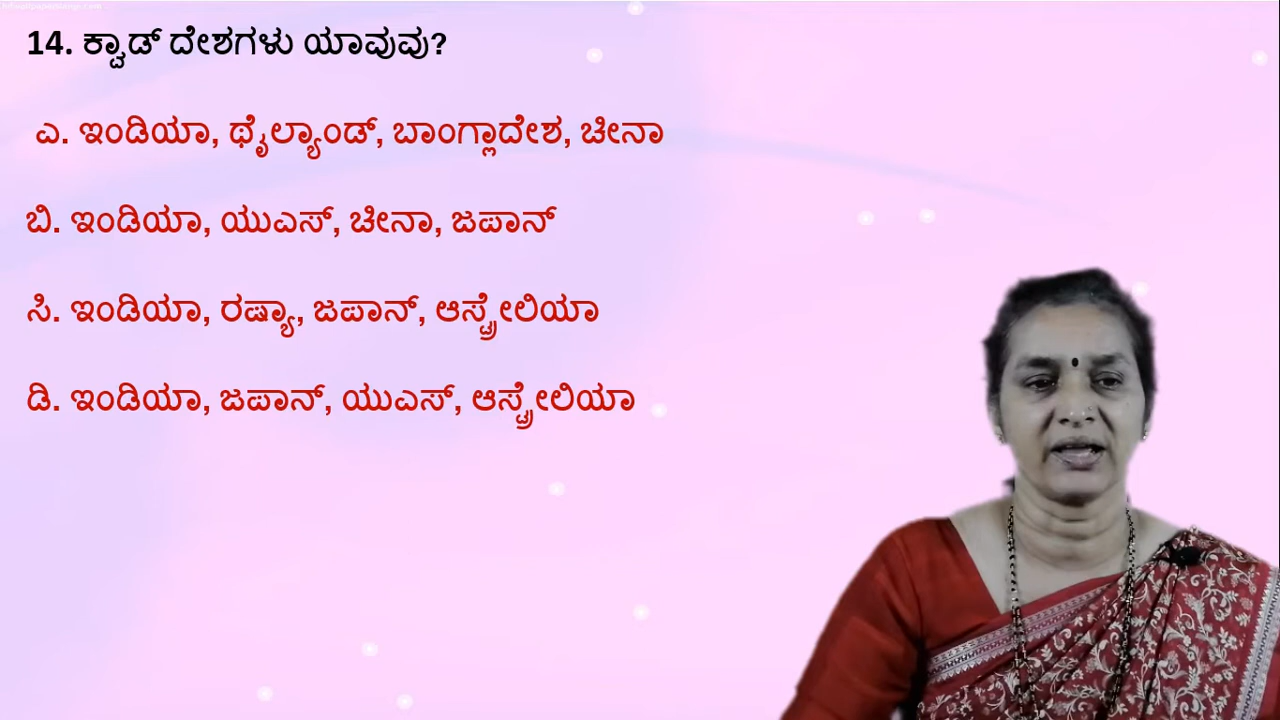 14. ಕ್ವಾಡ್ ದೇಶಗಳು ಯಾವುವು?
ಎ. ಇಂಡಿಯಾ, ಥೈಲ್ಯಾಂಡ್, ಬಾಂಗ್ಲಾದೇಶ, ಚೀನಾ
ಬಿ. ಇಂಡಿಯಾ, ಯುಎಸ್, ಚೀನಾ, ಜಪಾನ್
ಸಿ. ಇಂಡಿಯಾ, ರಷ್ಯಾ, ಜಪಾನ್, ಆಸ್ಟ್ರೇಲಿಯಾ
ಡಿ. ಇಂಡಿಯಾ, ಜಪಾನ್, ಯುಎಸ್, ಆಸ್ಟ್ರೇಲಿಯಾ